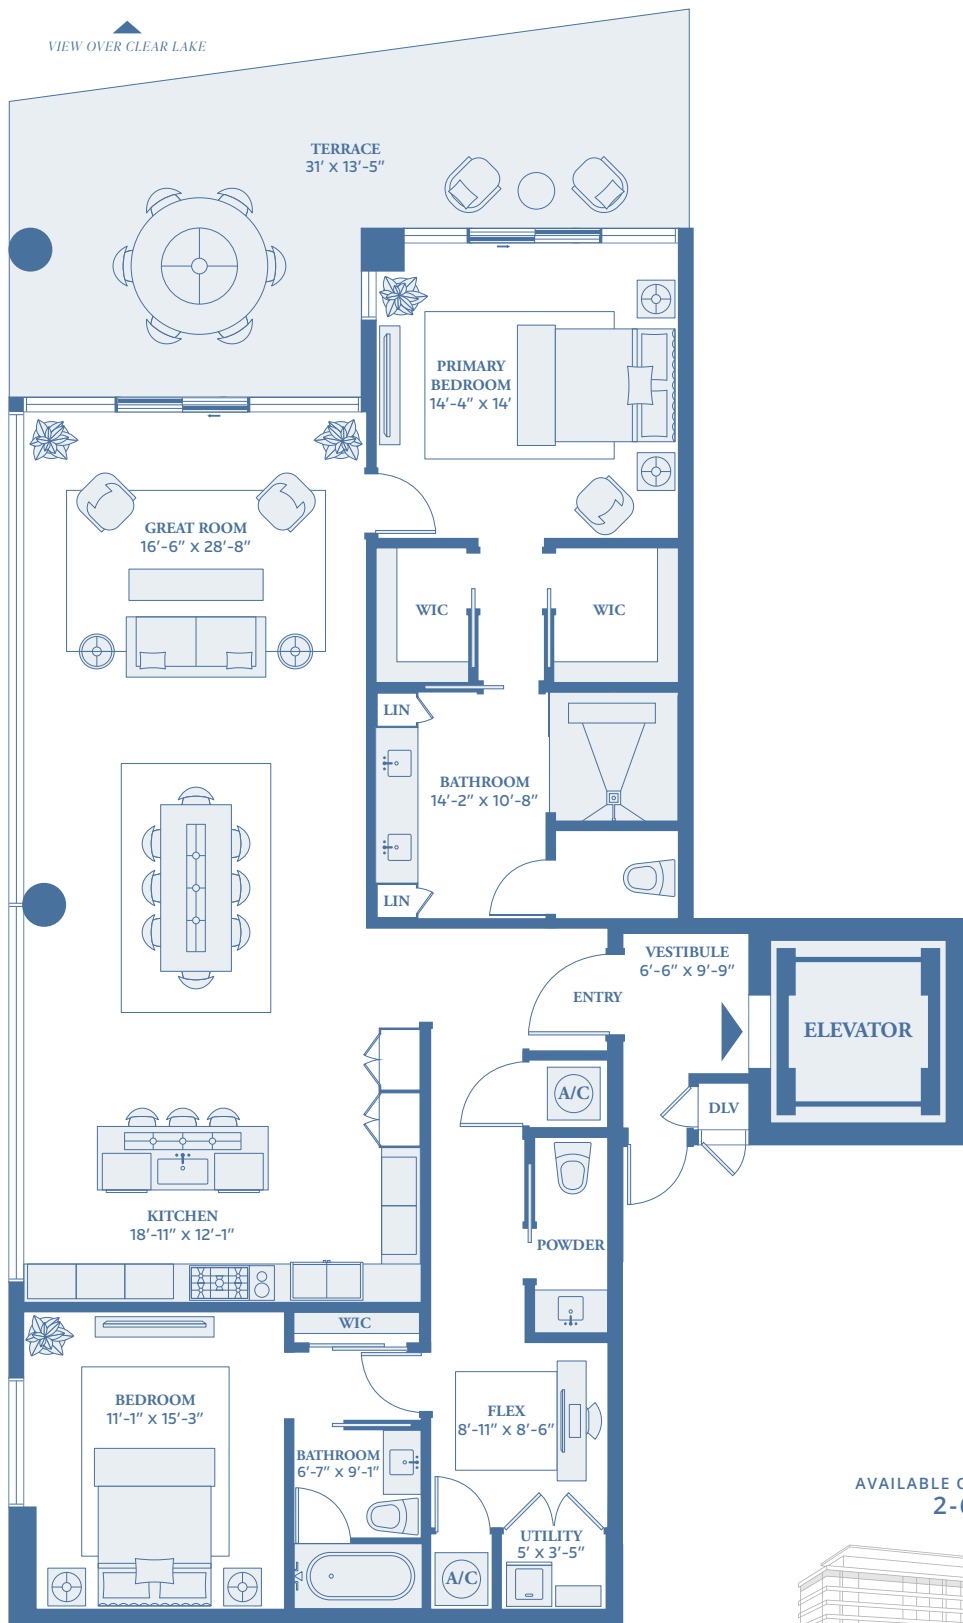 VIEW OVER CLEAR LAKE
TERRACE
31' x 13'-5"
PRIMARY
BEDROOM
14'-4" x 14'
GREAT ROOM
16'-6" x 28'-8"
WIC
WIC
LIN
BATHROOM
14'-2" x 10'-8"
LIN
VESTIBULE
6'-6" x 9'-9"
ENTRY
ELEVATOR
A/C
DLV
KITCHEN
18'-11" x 12'-1"
POWDER
WIC
BEDROOM
11'-1" x 15'-3"
FLEX
8'-11" x 8'-6"
BATHROOM
6'-7" x 9'-1"
UTILITY
5' x 3'-5"
A/C
AVAILABLE
2-